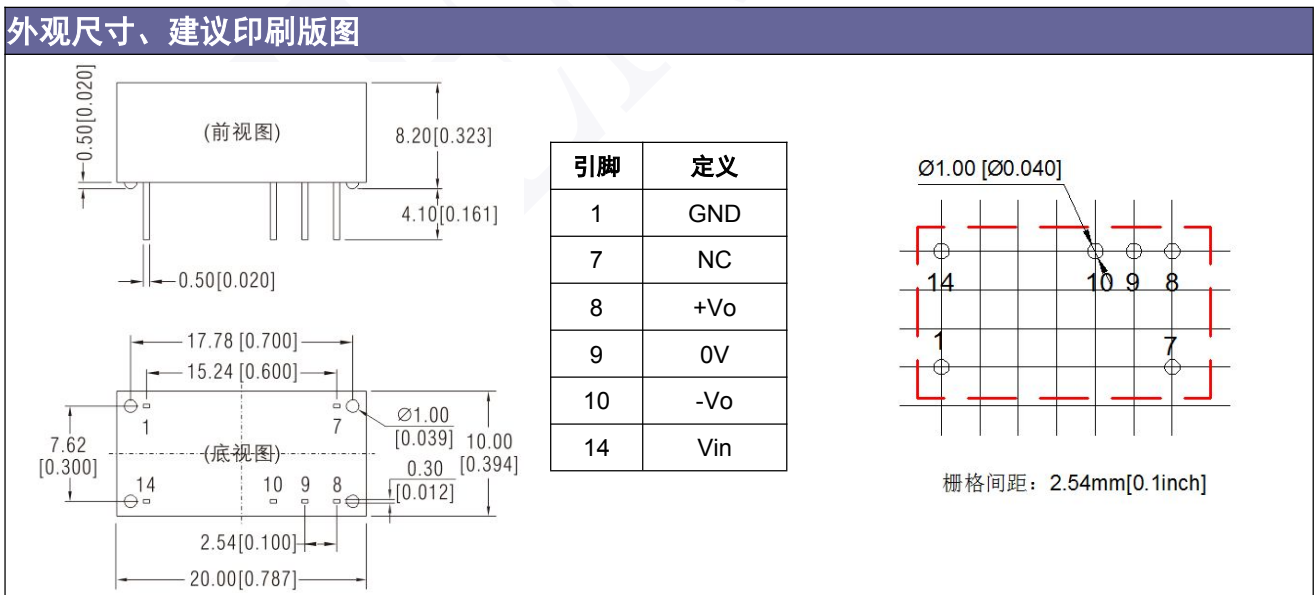 外观尺寸、建议印刷版图
0.50[0.020]
(前视图)
8.20[0.323]
4.10[0.161]
0.50[0.020]
17.78 [0.700]
15.24 [0.600]
1
7
∅1.00
[0.039]
10.00
[0.394]
7.62
[0.300]
(底视图)
0.30
[0.012]
14
10
9
8
2.54[0.100]
20.00[0.787]
引脚 定义
1 GND
7 NC
8 +Vo
9 0V
10 -Vo
14 Vin
Ø1.00 [Ø0.040]
14
10
9
8
1
7
栅格间距：2.54mm[0.1inch]